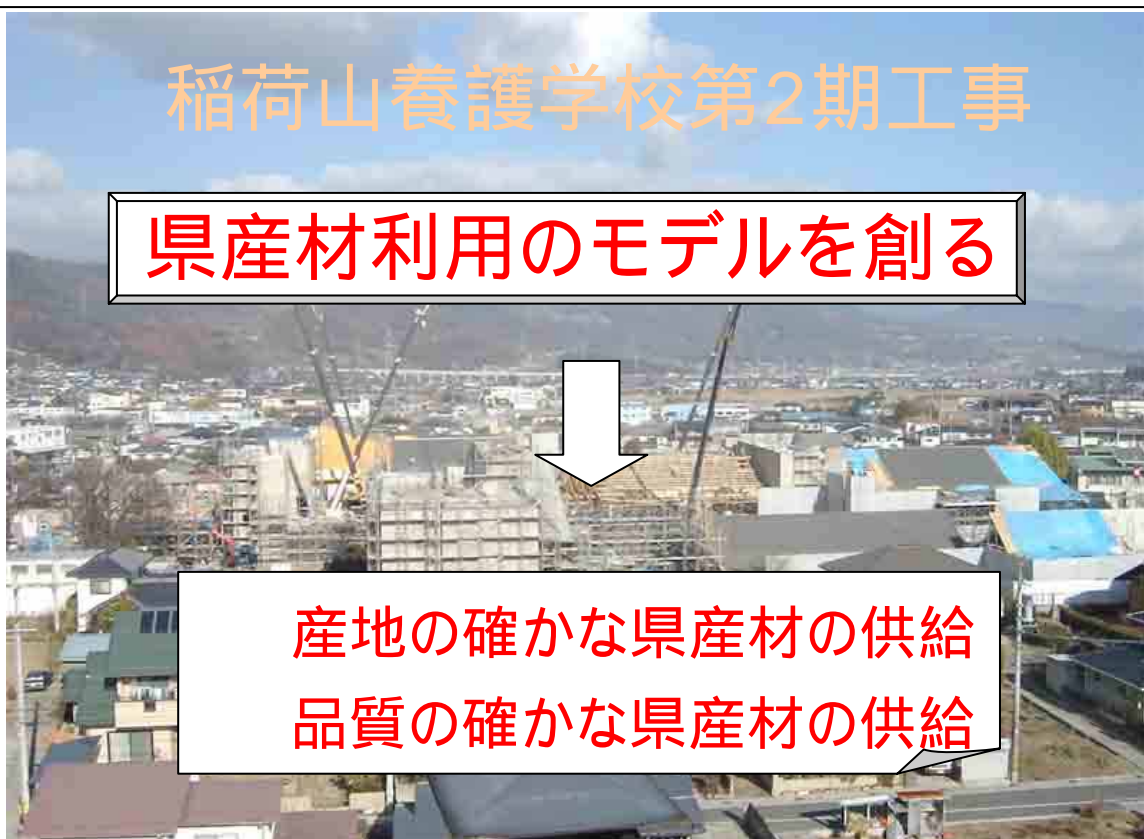 稲荷山養護学校第2期工事
県産材利用のモデルを創る
産地の確かな県産材の供給
品質の確かな県産材の供給